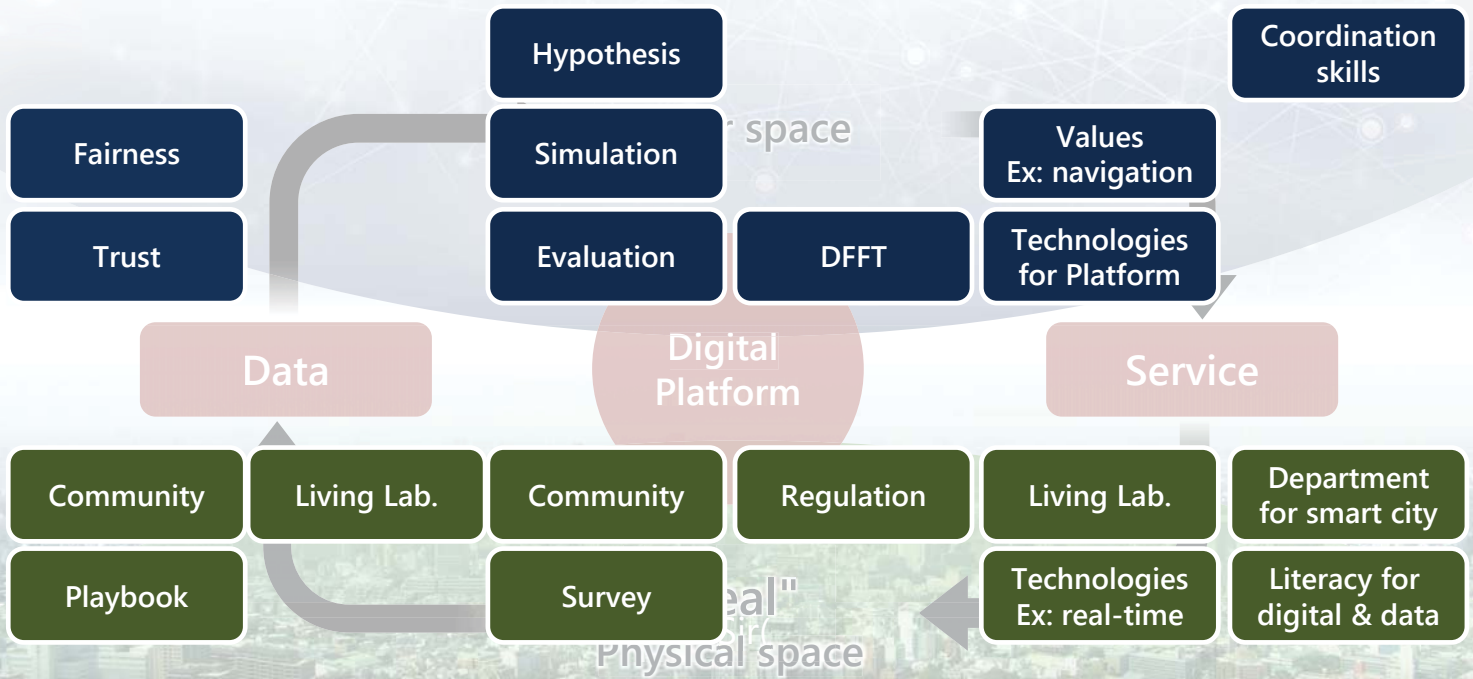 Hypothesis
Coordination
skills
space
Fairness
Simulation
Values
Ex: navigation
Trust
Evaluation
DFFT
Technologies
for Platform
Data
Digital
Platform
Service
Community
Living Lab.
Community
Regulation
Living Lab.
Department
for smart city
Playbook
Survey
Technologies
Ex: real-time
Literacy for
digital & data
Physical space